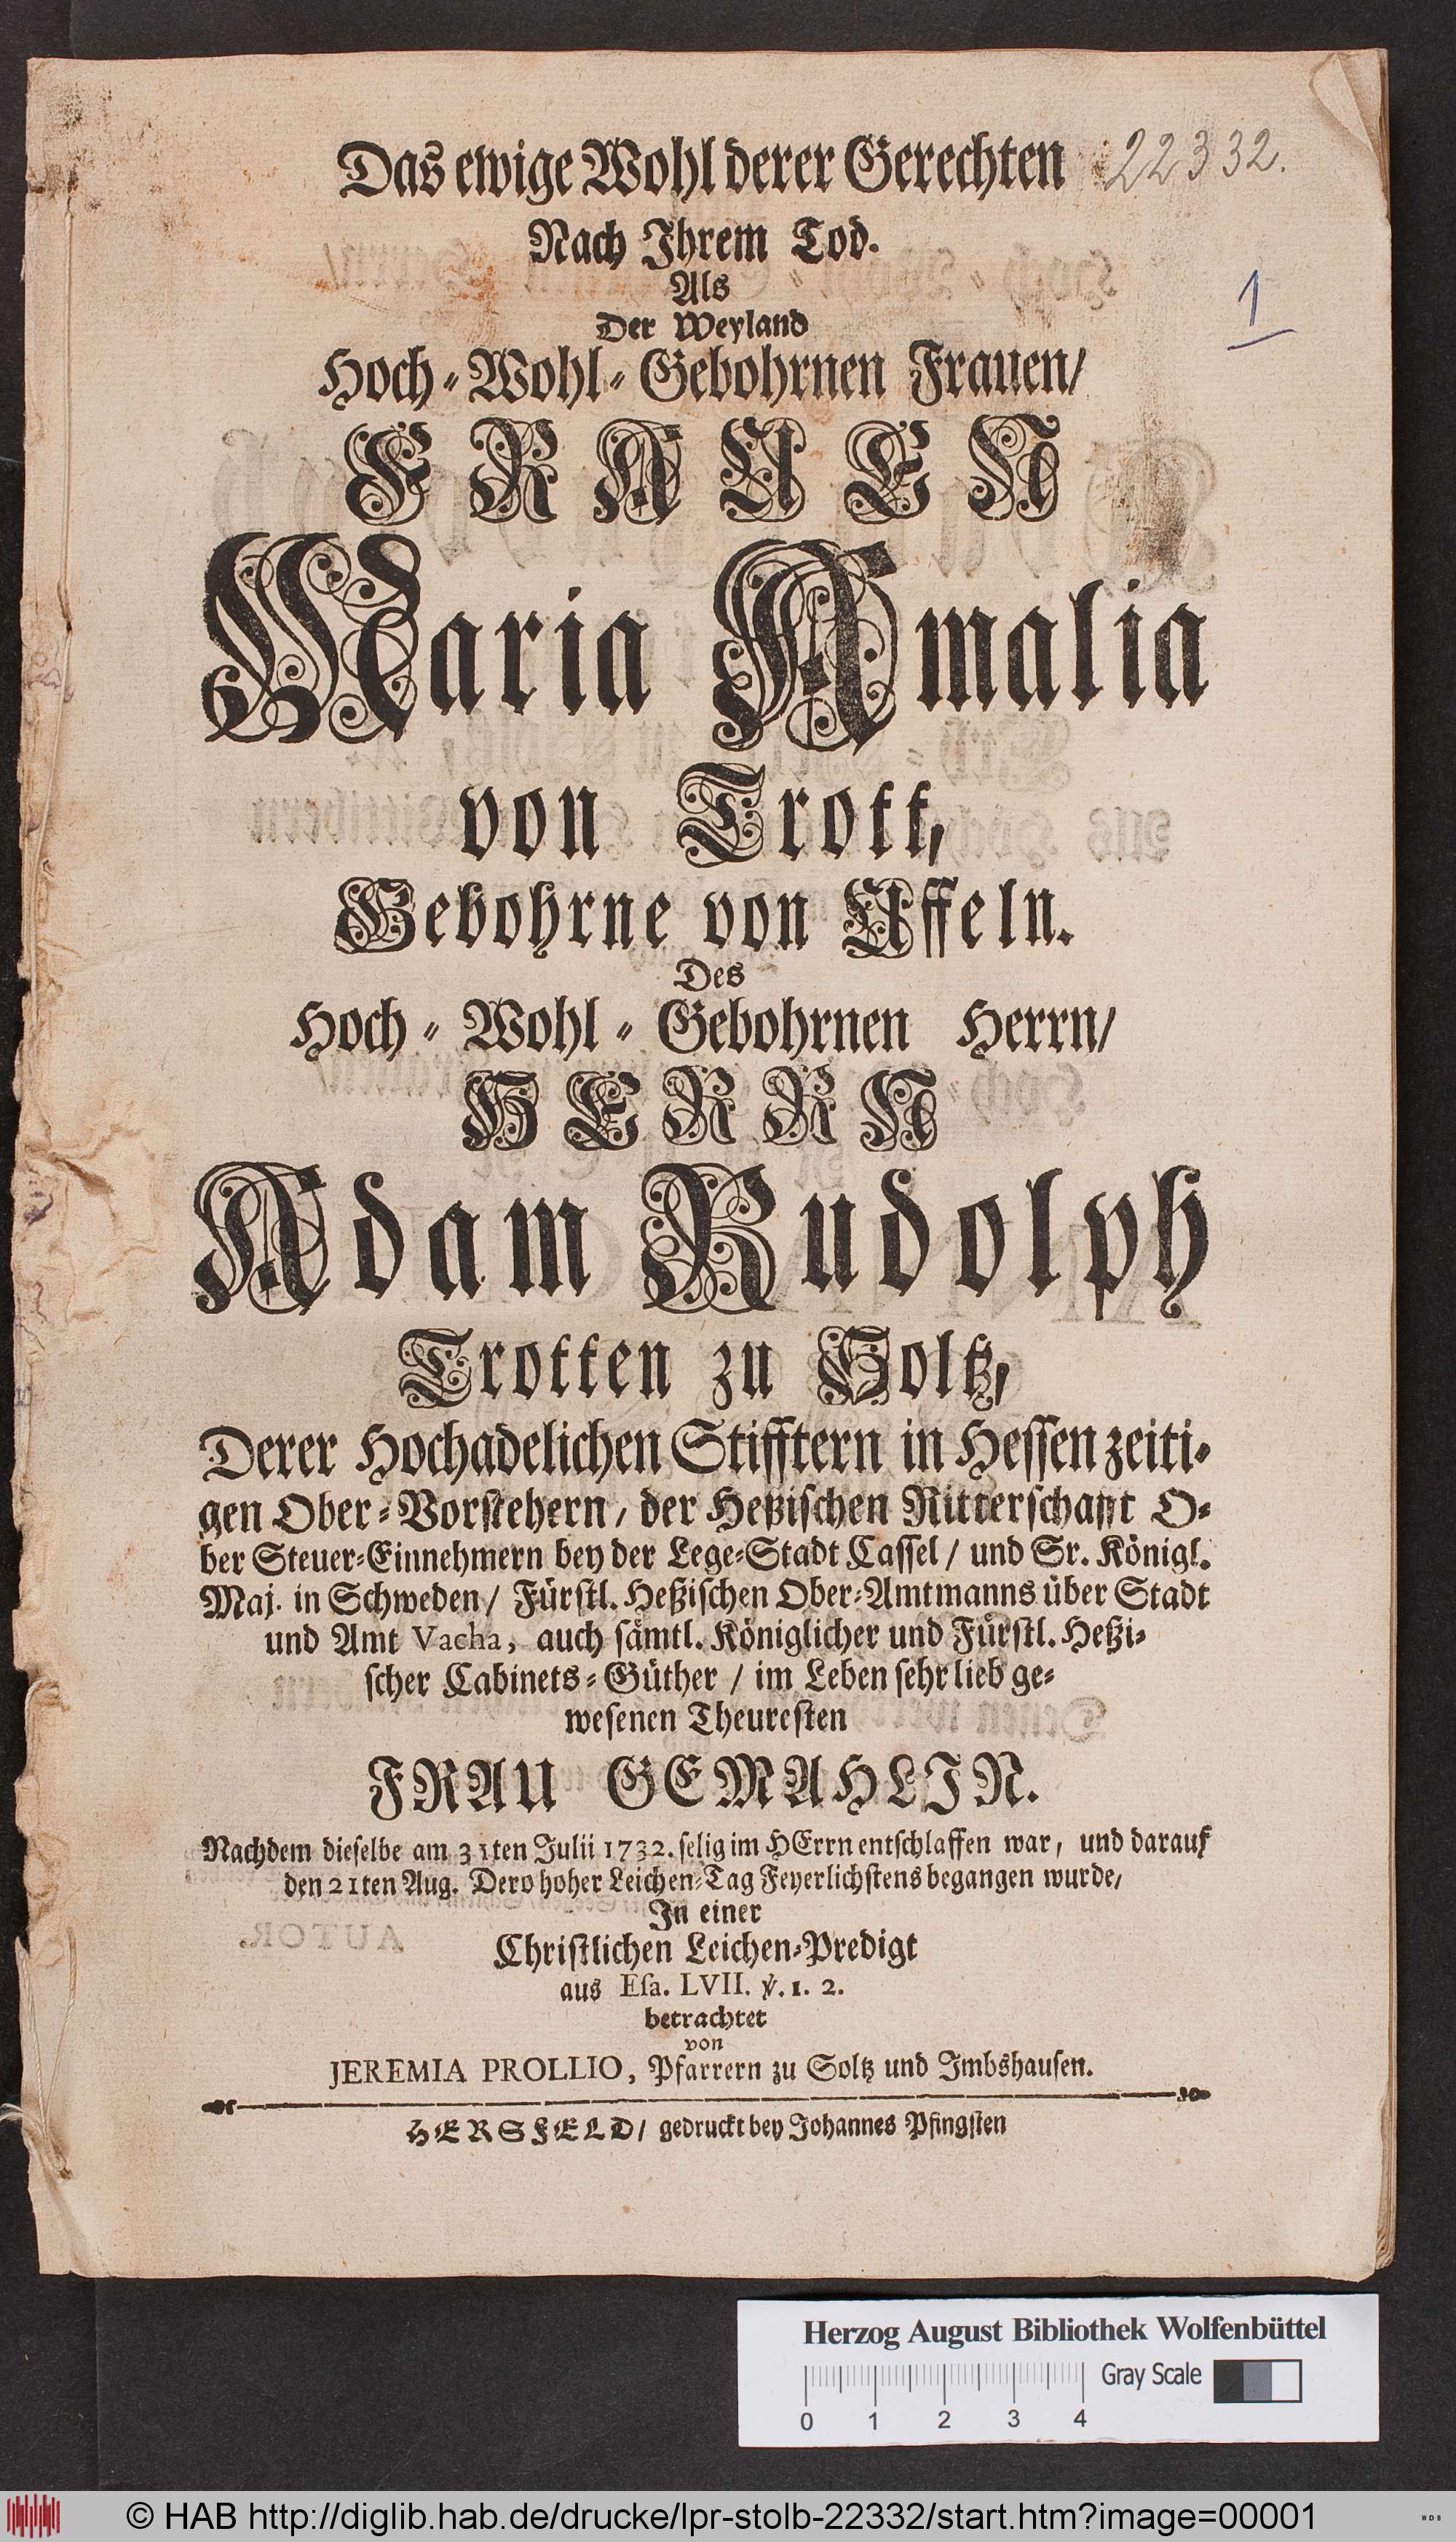 Das ewige Wohl derer Gerechten
22332.
Nach Ihrem Tod.
Als
1
Der Weyland
Hoch-Wohl-Gebohrnen Frauen/
FRAUEN
Maria Amalia
von Trott,
Gebohrne von Uffeln.
Des
Hoch-Wohl-Gebohrnen Herrn/
HERRN
Adam Rudolph
Trotten zu Soltz,
Derer Hochadelichen Stifftern in Hessen zeiti-
gen Ober-Vorstehern/ der Heßischen Ritterschafft O-
ber Steuer-Einnehmern bey der Lege-Stadt Cassel/ und Sr. Königl.
Maj. in Schweden/ Fürstl. Heßischen Ober-Amtmanns über Stadt
und Amt Vacha, auch sämtl. Königlicher und Fürstl. Heßi-
scher Cabinets-Güther/ im Leben sehr lieb ge-
wesenen Theuresten
FRAU GEMAHLIN.
Nachdem dieselbe am 31ten Julii 1732. selig im HErrn entschlaffen war, und darauf
den 21ten Aug. Dero hoher Leichen-Tag Feyerlichstens begangen wurde/
In einer
Christlichen Leichen-Predigt
aus Esa. LVII. ℣. 1. 2.
betrachtet
von
JEREMIA PROLLIO, Pfarrern zu Soltz und Imbshausen.
HERSFELD/ gedruckt bey Johannes Pfingsten
Herzog August Bibliothek Wolfenbüttel
Gray Scale
0 1 2 3 4
© HAB http://diglib.hab.de/drucke/lpr-stolb-22332/start.htm?image=00001
WDB